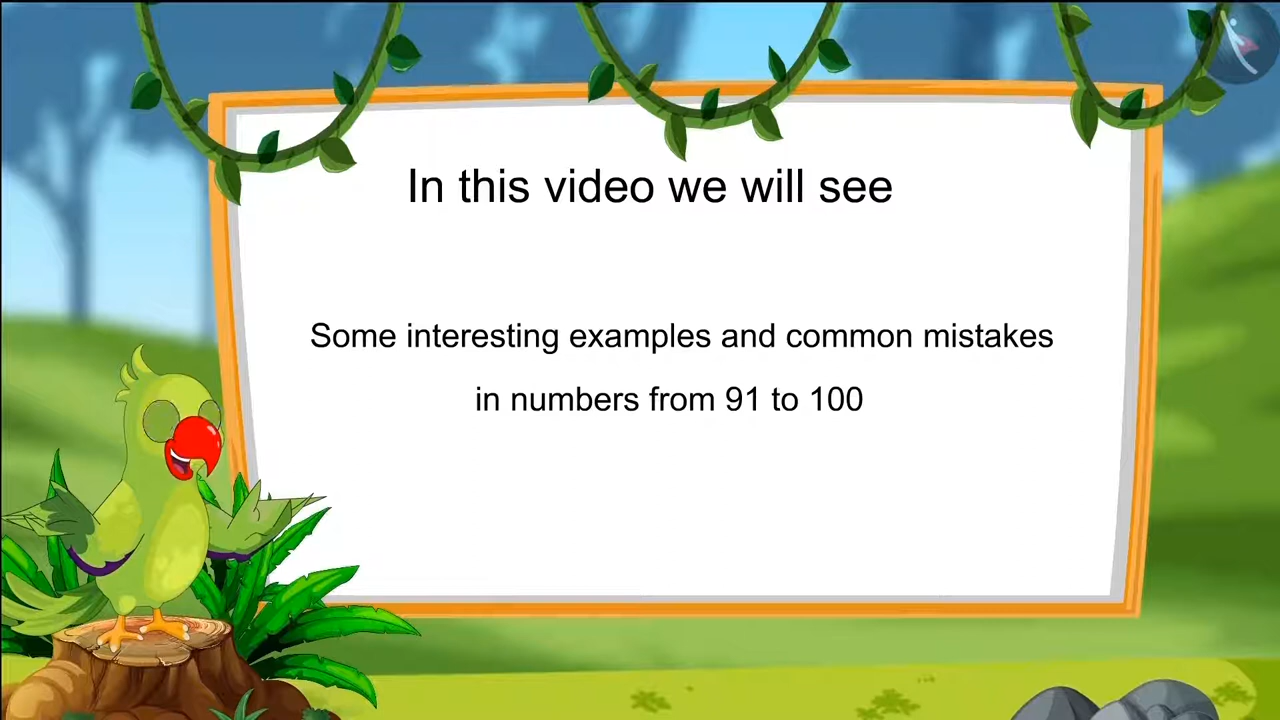 In this video we will see
Some interesting examples and common mistakes
in numbers from 91 to 100